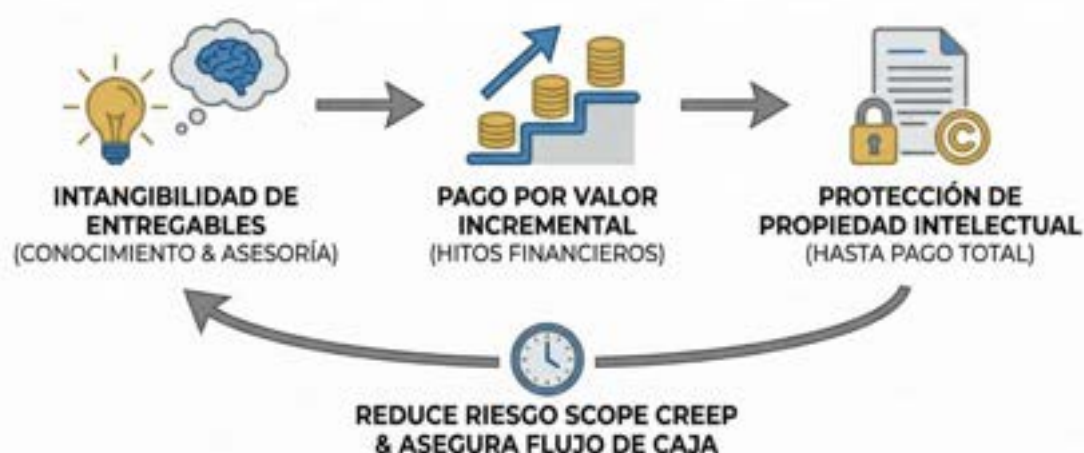 INTANGIBILIDAD DE
ENTREGABLES
(CONOCIMIENTO & ASESORÍA)
PAGO POR VALOR
INCREMENTAL
(HITOS FINANCIEROS)
©
PROTECCIÓN DE
PROPIEDAD INTELECTUAL
(HASTA PAGO TOTAL)
REDUCE RIESGO SCOPE CREEP
& ASEGURA FLUJO DE CAJA